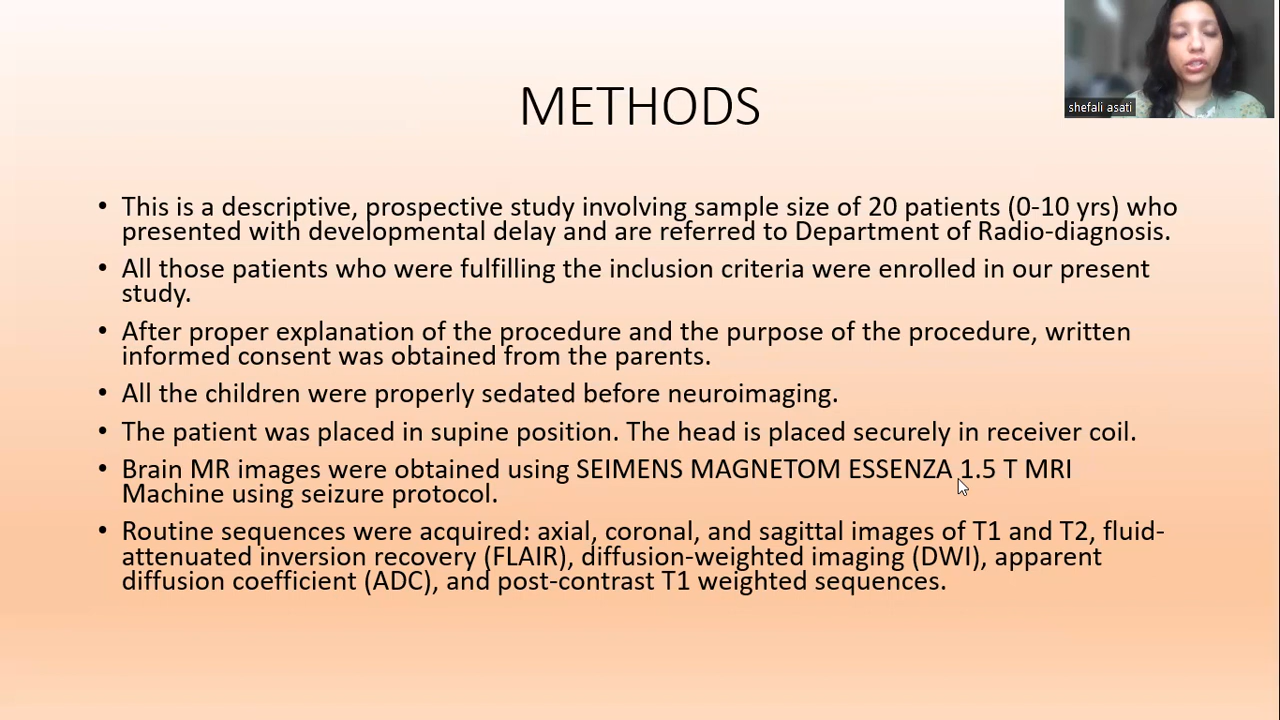 shefali asati
METHODS
• This is a descriptive, prospective study involving sample size of 20 patients (0-10 yrs) who
presented with developmental delay and are referred to Department of Radio-diagnosis.
• All those patients who were fulfilling the inclusion criteria were enrolled in our present
study.
• After proper explanation of the procedure and the purpose of the procedure, written
informed consent was obtained from the parents.
• All the children were properly sedated before neuroimaging.
• The patient was placed in supine position. The head is placed securely in receiver coil.
• Brain MR images were obtained using SEIMENS MAGNETOM ESSENZA 1.5 T MRI
Machine using seizure protocol.
• Routine sequences were acquired: axial, coronal, and sagittal images of T1 and T2, fluid-
attenuated inversion recovery (FLAIR), diffusion-weighted imaging (DWI), apparent
diffusion coefficient (ADC), and post-contrast T1 weighted sequences.